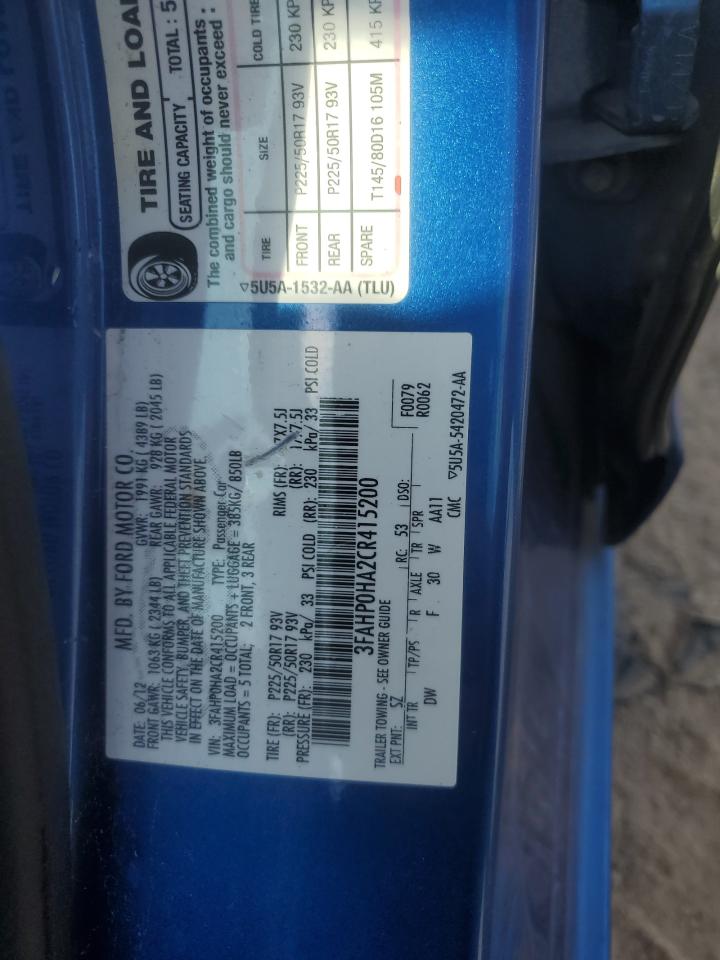 TIRE AND LOA
SEATING CAPACITY TOTAL : 5
The combined weight of occupants
and cargo should never exceed :
TIRE SIZE COLD TIRE
FRONT P225/50R17 93V 230 KP
REAR P225/50R17 93V 230 KP
SPARE T145/80D16 105M 415 KP
5U5A-1532-AA (TLU)
MFD. BY FORD MOTOR CO.
DATE: 06/12 GVWR: 1991 KG ( 4389 LB)
FRONT GAWR: 1063 KG ( 2344 LB) REAR GAWR: 928 KG ( 2045 LB)
THIS VEHICLE CONFORMS TO ALL APPLICABLE FEDERAL MOTOR
VEHICLE SAFETY, BUMPER, AND THEFT PREVENTION STANDARDS
IN EFFECT ON THE DATE OF MANUFACTURE SHOWN ABOVE.
VIN: 3FAHP0HA2CR415200 TYPE: Passenger Car
MAXIMUM LOAD = OCCUPANTS + LUGGAGE = 385KG/ 850LB
OCCUPANTS = 5 TOTAL; 2 FRONT, 3 REAR
TIRE (FR): P225/50R17 93V RIMS (FR): 17X7.5J
(RR): P225/50R17 93V (RR): 17X7.5J
PRESSURE (FR): 230 kPa/ 33 PSI COLD (RR): 230 kPa/ 33 PSI COLD
3FAHP0HA2CR415200
TRAILER TOWING - SEE OWNER GUIDE F0079
R0062
EXT PNT: SZ RC: 53 DSO:
INT TR TP/PS R AXLE TR SPR
DW F 30 W AA11
CMC 5U5A-5420472-AA